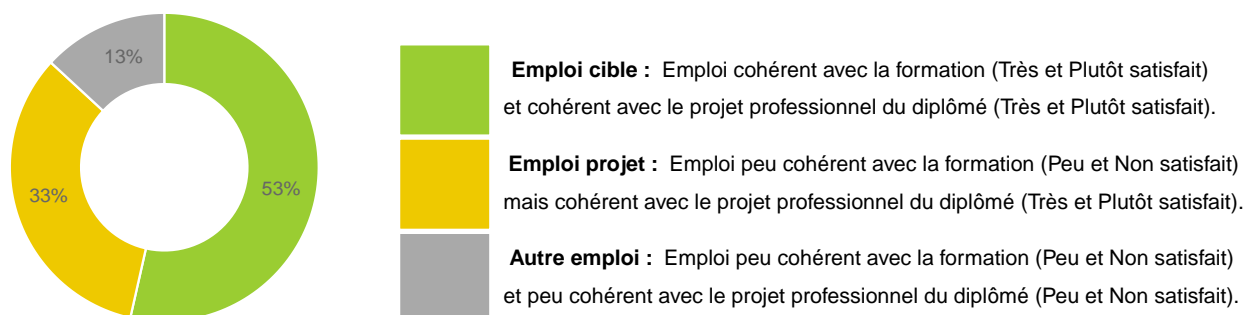 13%
33%
53%
Emploi cible : Emploi cohérent avec la formation (Très et Plutôt satisfait)
et cohérent avec le projet professionnel du diplômé (Très et Plutôt satisfait).
Emploi projet : Emploi peu cohérent avec la formation (Peu et Non satisfait)
mais cohérent avec le projet professionnel du diplômé (Très et Plutôt satisfait).
Autre emploi : Emploi peu cohérent avec la formation (Peu et Non satisfait)
et peu cohérent avec le projet professionnel du diplômé (Peu et Non satisfait).